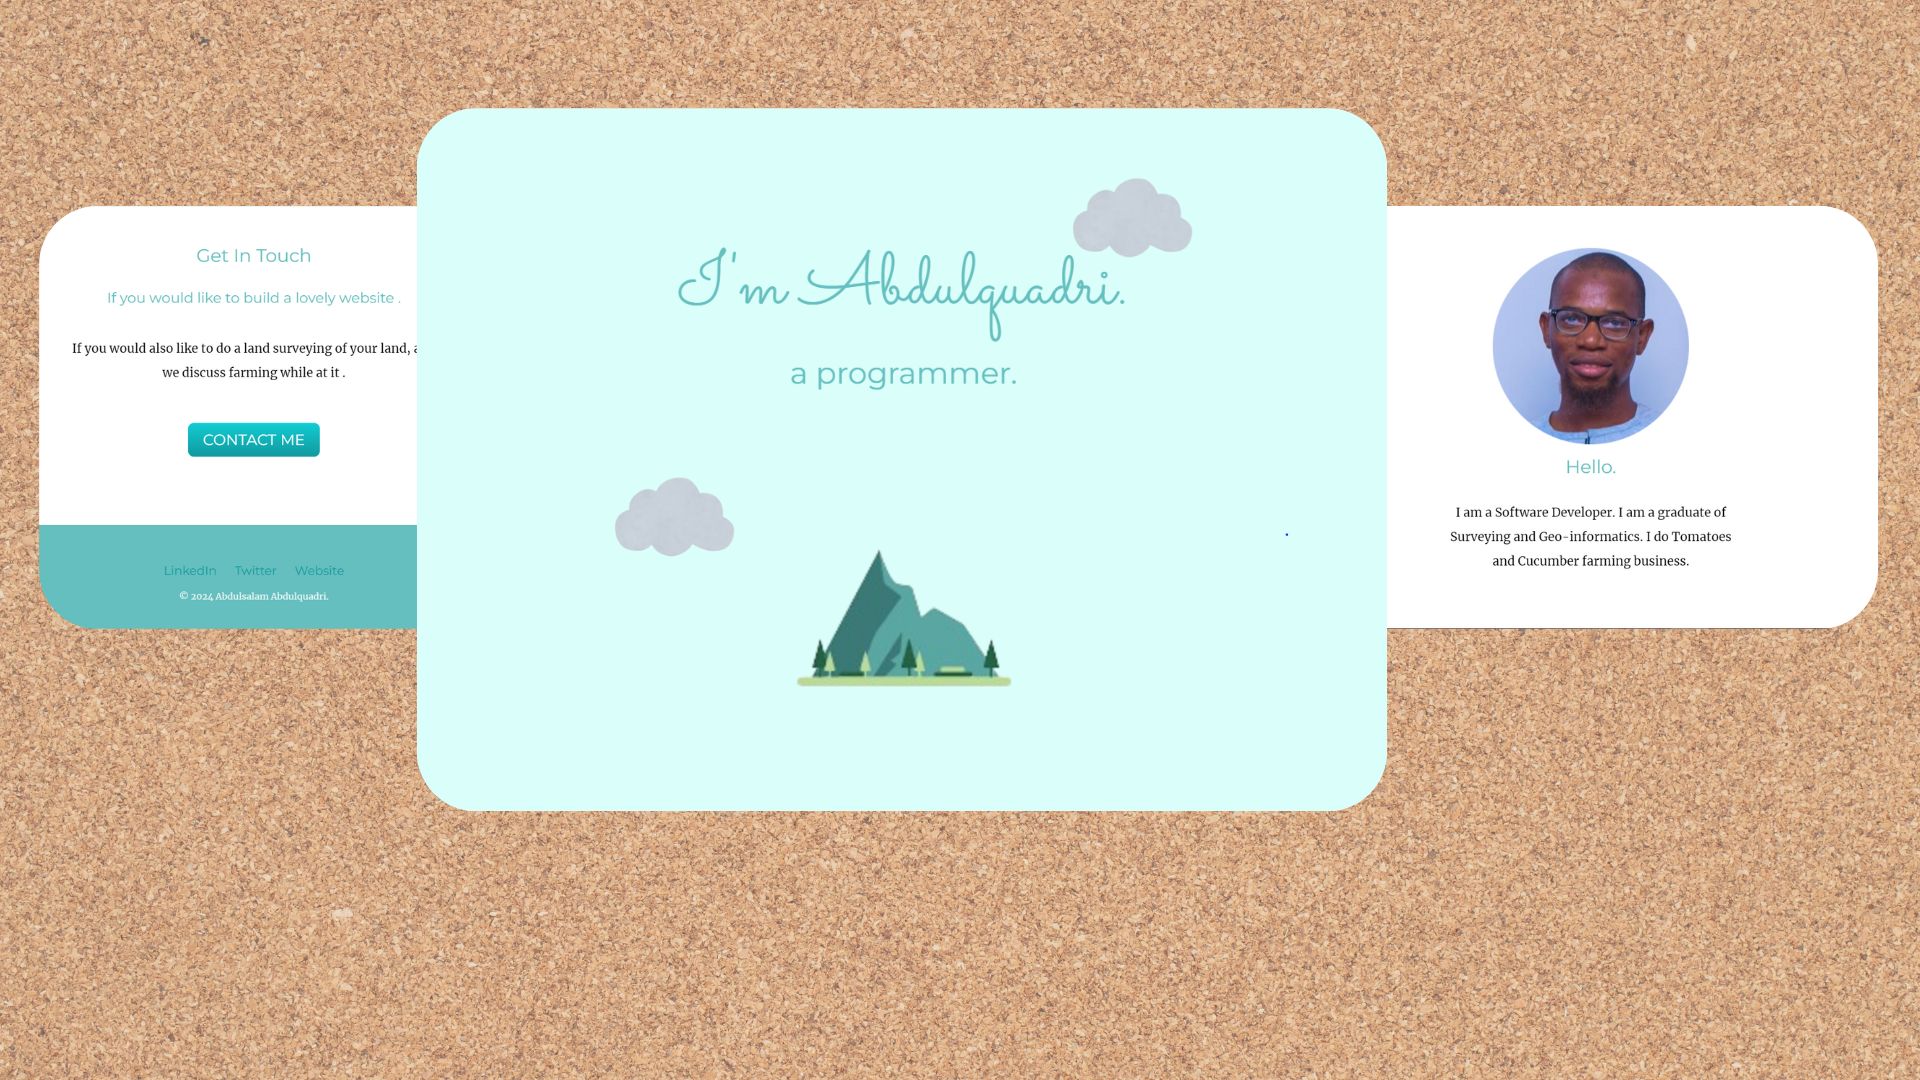 Get In Touch
If you would like to build a lovely website .
If you would also like to do a land surveying of your land,
we discuss farming while at it .
CONTACT ME
LinkedIn Twitter Website
© 2024 Abdulsalam Abdulquadri.
I'm Abdulquadri.
a programmer.
Hello.
I am a Software Developer. I am a graduate of
Surveying and Geo-informatics. I do Tomatoes
and Cucumber farming business.